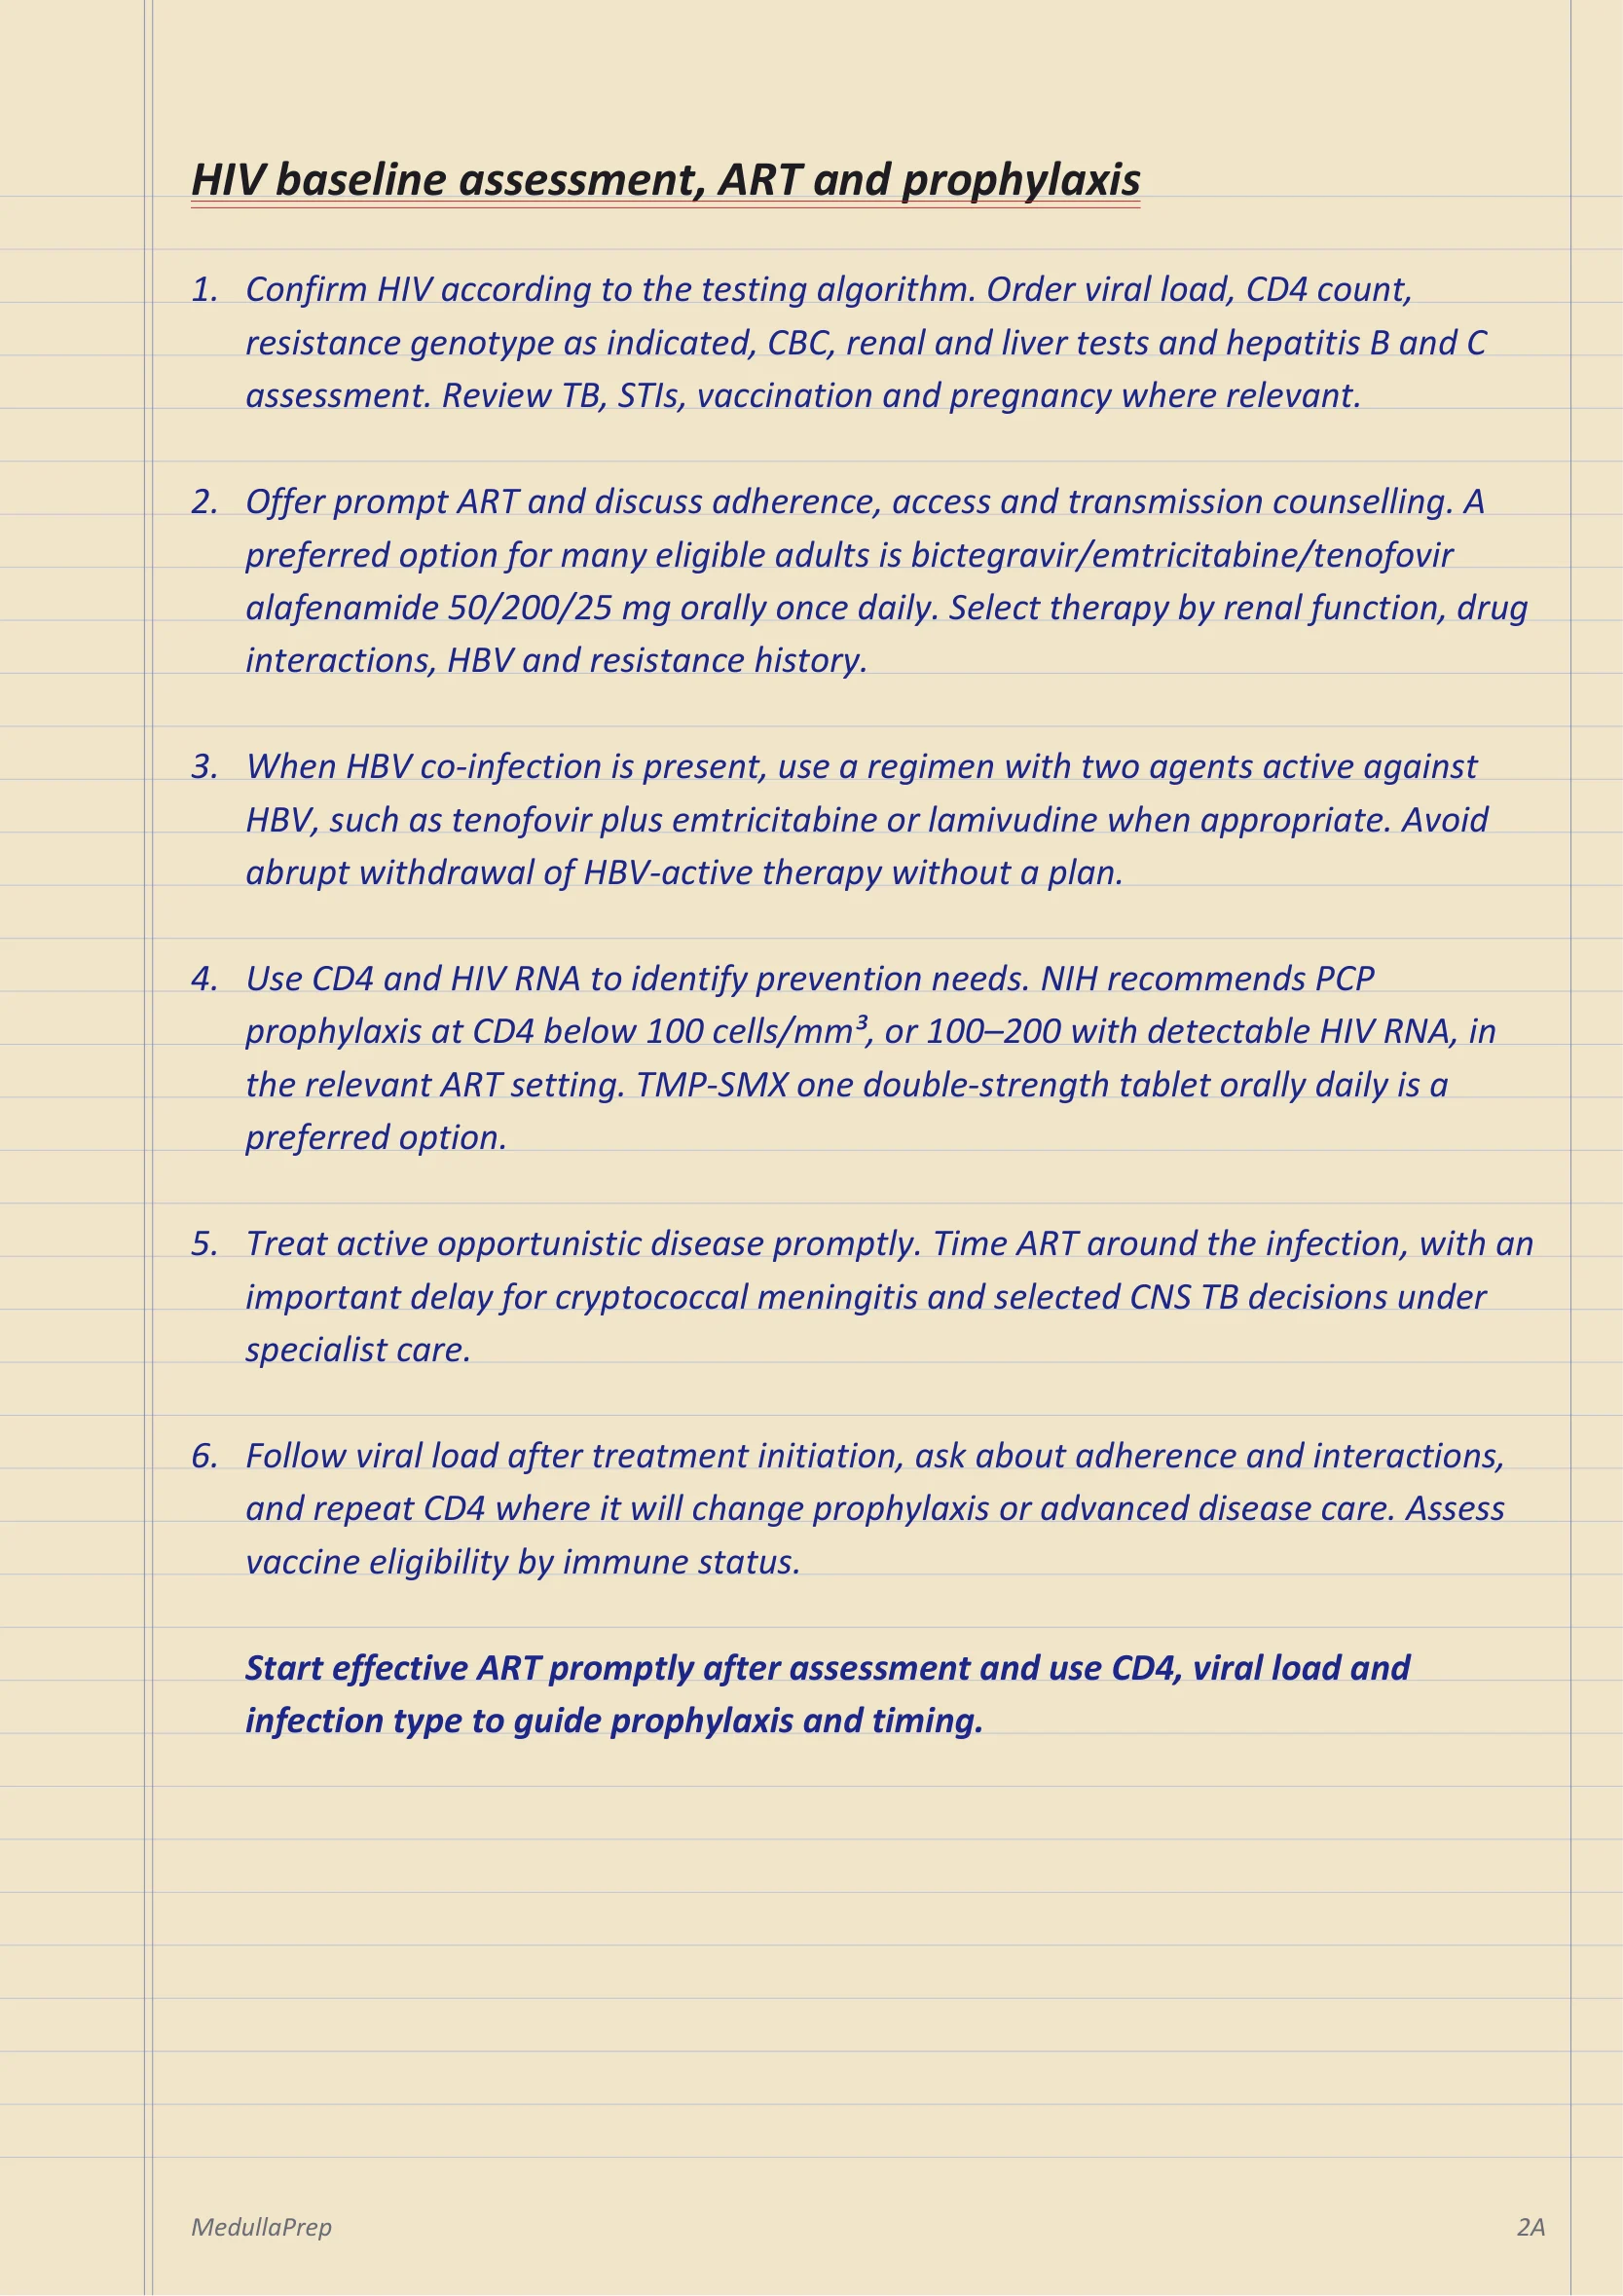 HIV baseline assessment, ART and prophylaxis
1. Confirm HIV according to the testing algorithm. Order viral load, CD4 count,
resistance genotype as indicated, CBC, renal and liver tests and hepatitis B and C
assessment. Review TB, STIs, vaccination and pregnancy where relevant.
2. Offer prompt ART and discuss adherence, access and transmission counselling. A
preferred option for many eligible adults is bictegravir/emtricitabine/tenofovir
alafenamide 50/200/25 mg orally once daily. Select therapy by renal function, drug
interactions, HBV and resistance history.
3. When HBV co-infection is present, use a regimen with two agents active against
HBV, such as tenofovir plus emtricitabine or lamivudine when appropriate. Avoid
abrupt withdrawal of HBV-active therapy without a plan.
4. Use CD4 and HIV RNA to identify prevention needs. NIH recommends PCP
prophylaxis at CD4 below 100 cells/mm³, or 100–200 with detectable HIV RNA, in
the relevant ART setting. TMP-SMX one double-strength tablet orally daily is a
preferred option.
5. Treat active opportunistic disease promptly. Time ART around the infection, with an
important delay for cryptococcal meningitis and selected CNS TB decisions under
specialist care.
6. Follow viral load after treatment initiation, ask about adherence and interactions,
and repeat CD4 where it will change prophylaxis or advanced disease care. Assess
vaccine eligibility by immune status.
Start effective ART promptly after assessment and use CD4, viral load and
infection type to guide prophylaxis and timing.
MedullaPrep
2A